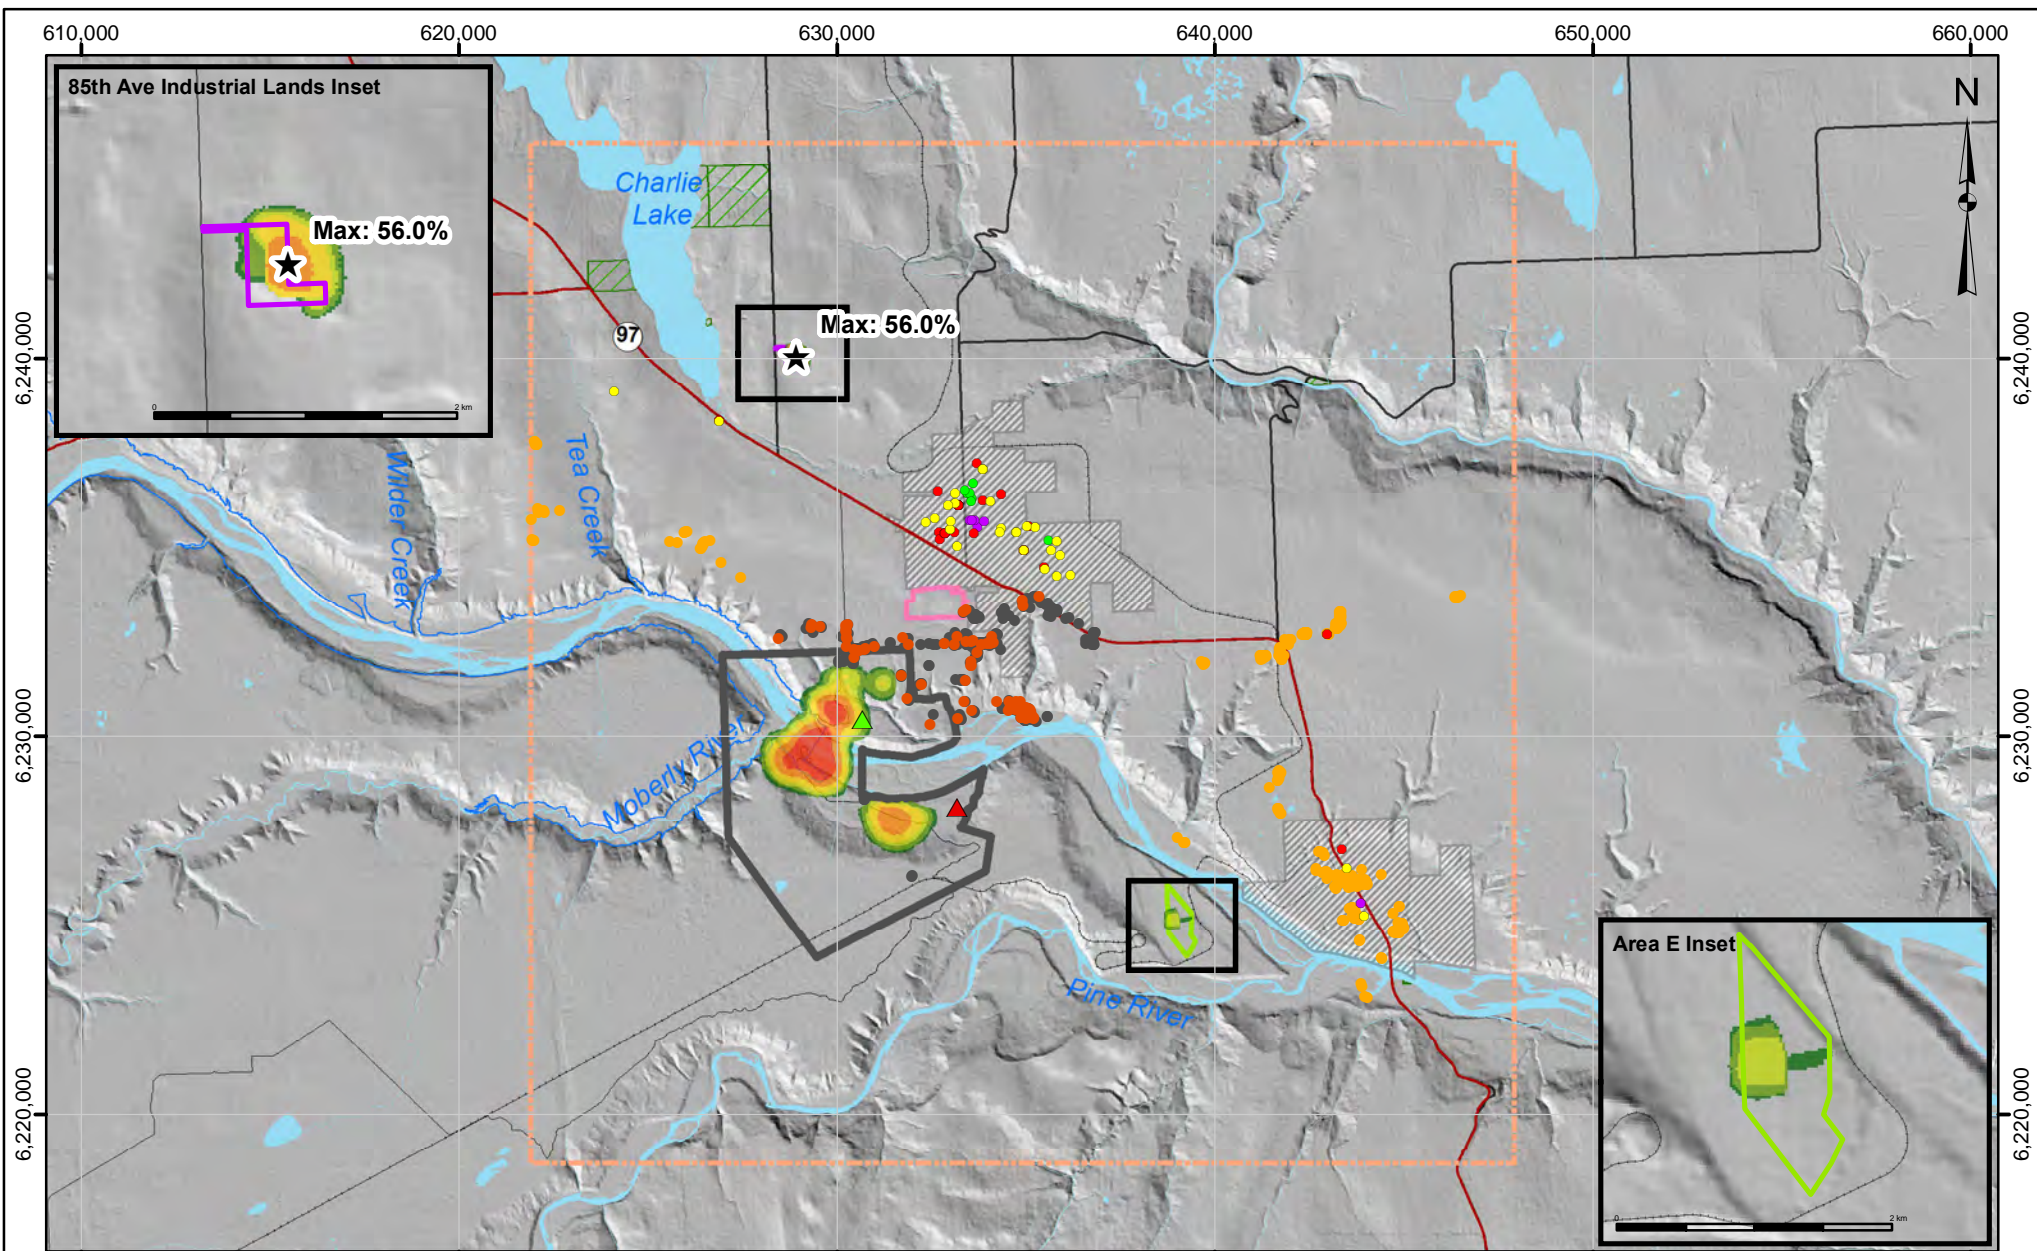 610,000
620,000
630,000
640,000
650,000
660,000
85th Ave Industrial Lands Inset
Max: 56.0%
0
2 km
N
Charlie
Lake
97
Max: 56.0%
6,240,000
6,240,000
Wilder Creek
Tea Creek
6,230,000
6,230,000
Moberly River
Pine River
Area E Inset
0
2 km
6,220,000
6,220,000